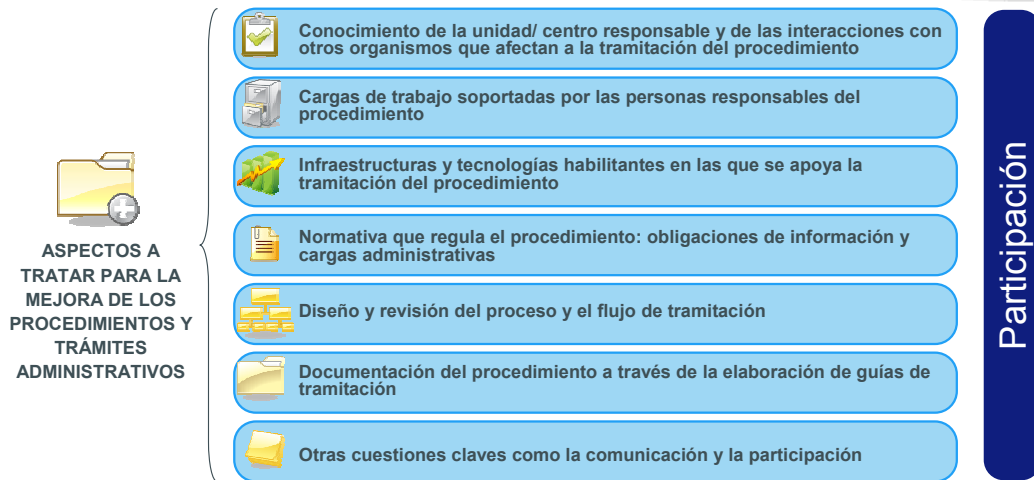 ASPECTOS A
TRATAR PARA LA
MEJORA DE LOS
PROCEDIMIENTOS Y
TRÁMITES
ADMINISTRATIVOS
Conocimiento de la unidad/ centro responsable y de las interacciones con
otros organismos que afectan a la tramitación del procedimiento
Cargas de trabajo soportadas por las personas responsables del
procedimiento
Infraestructuras y tecnologías habilitantes en las que se apoya la
tramitación del procedimiento
Normativa que regula el procedimiento: obligaciones de información y
cargas administrativas
Diseño y revisión del proceso y el flujo de tramitación
Documentación del procedimiento a través de la elaboración de guías de
tramitación
Otras cuestiones claves como la comunicación y la participación
Participación